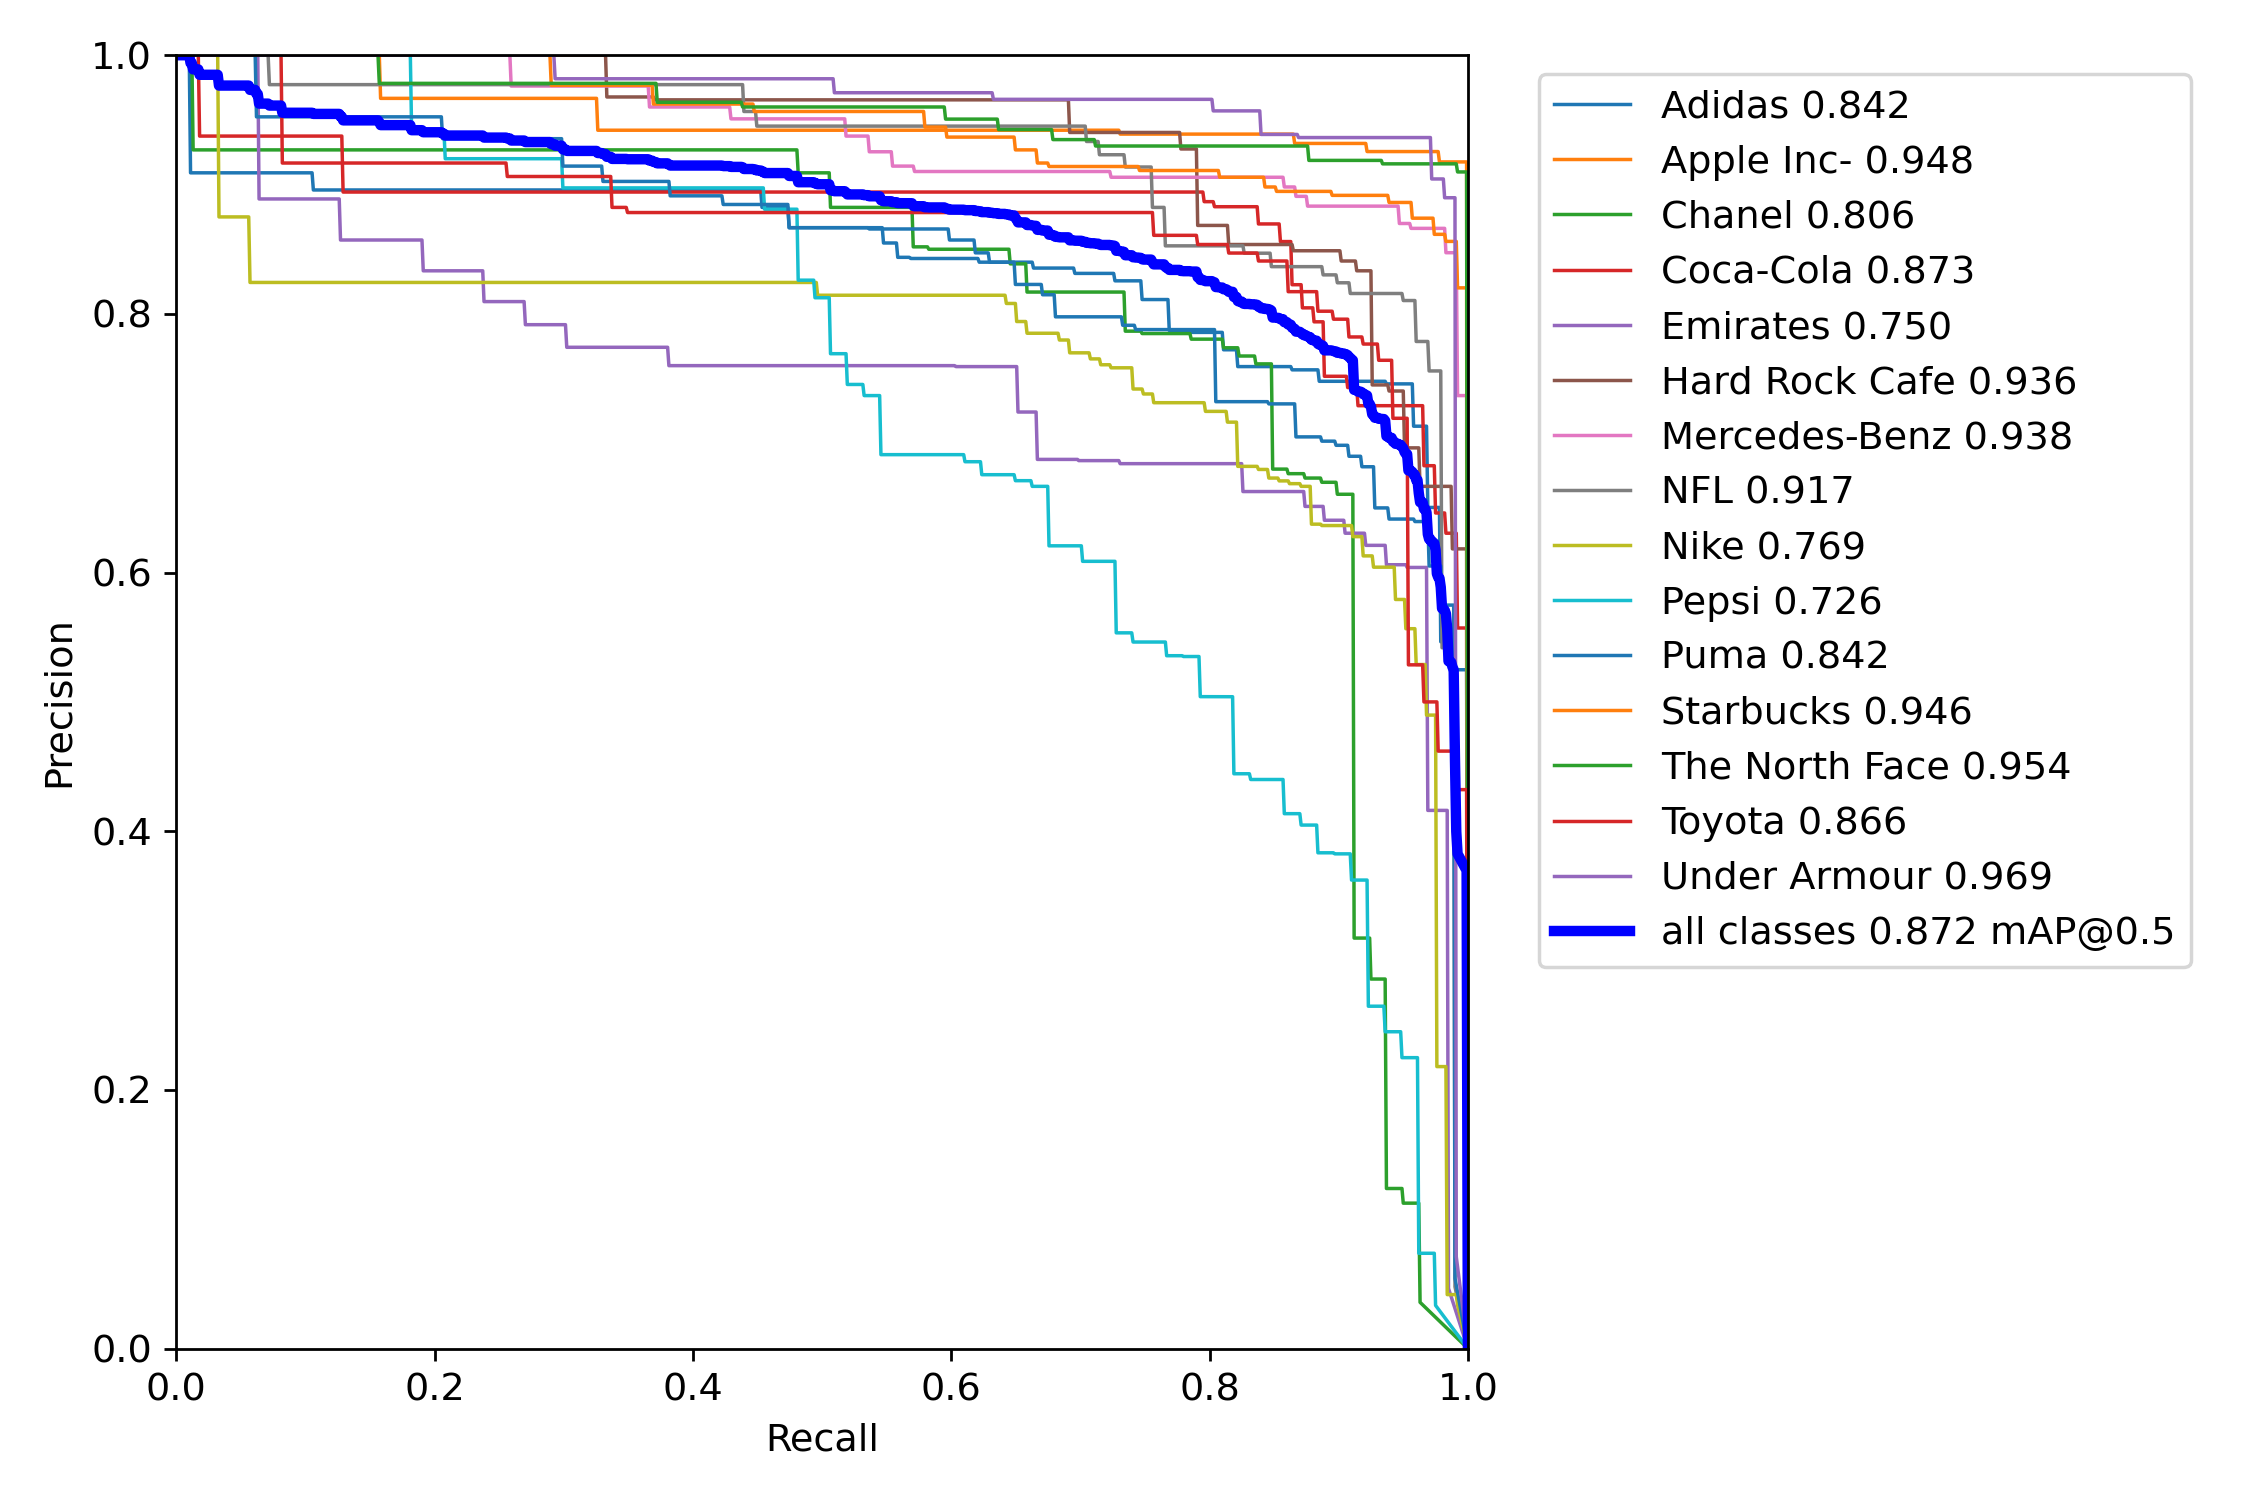 1.0
0.8
0.6
0.4
0.2
0.0
Precision
0.0 0.2 0.4 0.6 0.8 1.0
Recall
Adidas 0.842
Apple Inc- 0.948
Chanel 0.806
Coca-Cola 0.873
Emirates 0.750
Hard Rock Cafe 0.936
Mercedes-Benz 0.938
NFL 0.917
Nike 0.769
Pepsi 0.726
Puma 0.842
Starbucks 0.946
The North Face 0.954
Toyota 0.866
Under Armour 0.969
all classes 0.872 mAP@0.5